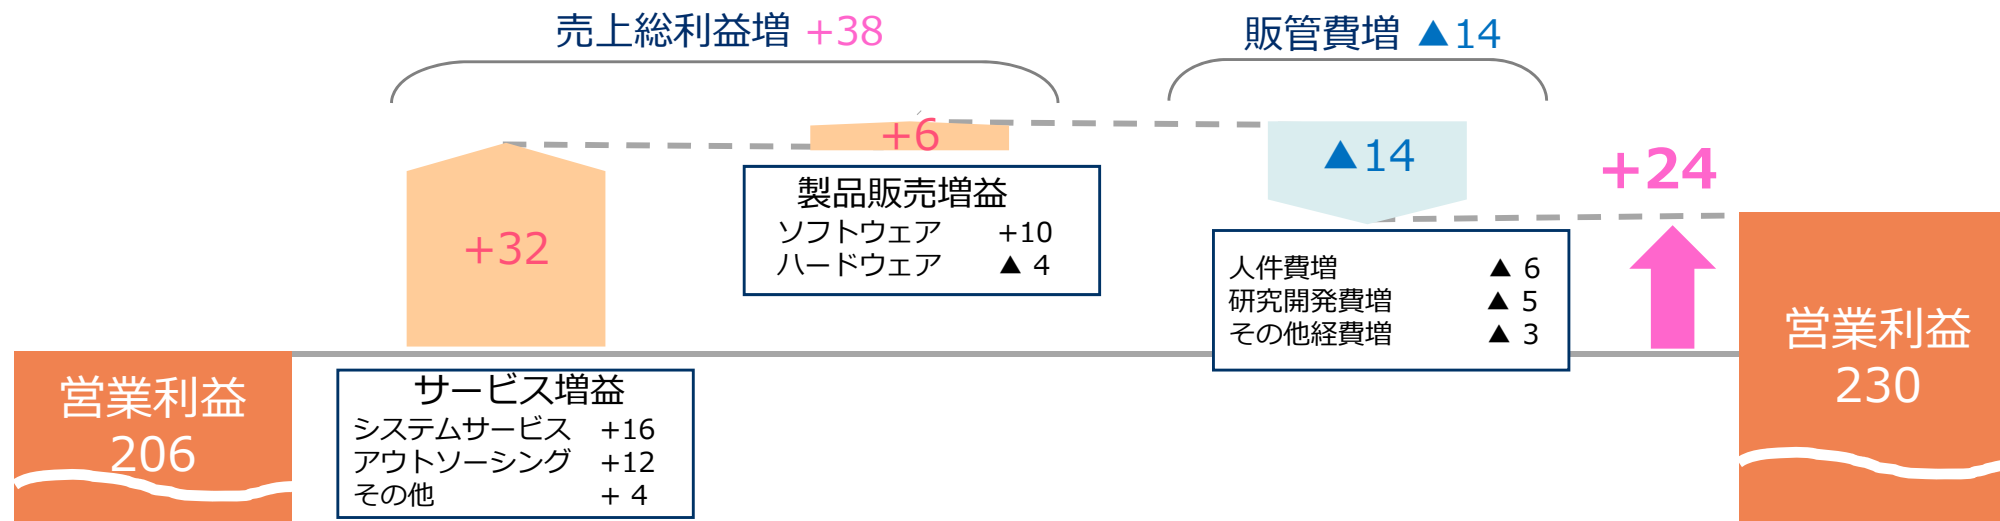 売上総利益増 +38
販管費増 ▲14
+6
▲14
+24
+32
製品販売増益
ソフトウェア +10
ハードウェア ▲ 4
人件費増 ▲ 6
研究開発費増 ▲ 5
その他経費増 ▲ 3
営業利益
230
営業利益
206
サービス増益
システムサービス +16
アウトソーシング +12
その他 + 4